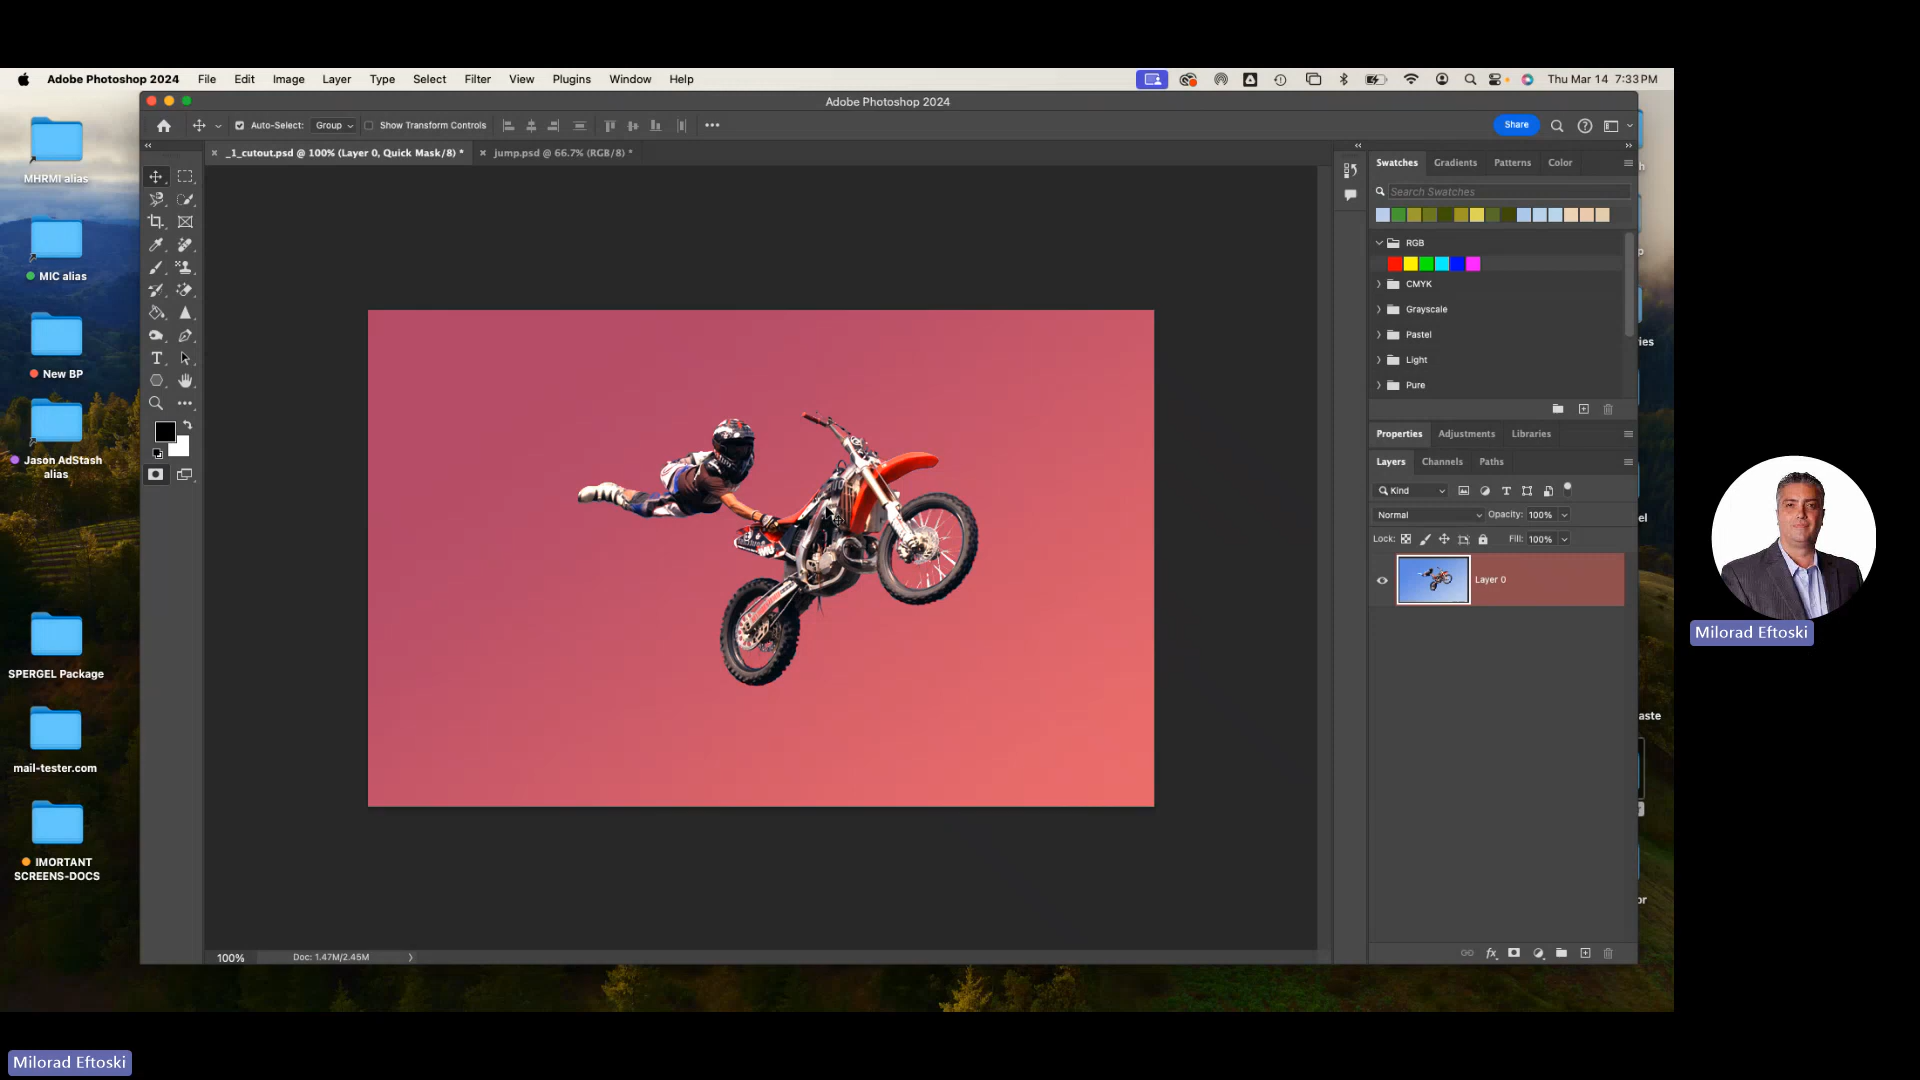 Adobe Photoshop 2024 File Edit Image Layer Type Select Filter View Plugins Window Help Thu Mar 14 7:33 PM
Adobe Photoshop 2024
Auto-Select: Group Show Transform Controls Share
_1_cutout.psd @ 100% (Layer 0, Quick Mask/8) * jump.psd @ 66.7% (RGB/8) *
Swatches Gradients Patterns Color
Search Swatches
RGB
CMYK
Grayscale
Pastel
Light
Pure
Properties Adjustments Libraries
Layers Channels Paths
Kind
Normal Opacity: 100%
Lock: Fill: 100%
Layer 0
100% Doc: 1.47M/2.45M
MHRMI alias
MIC alias
New BP
Jason AdStash
alias
SPERGEL Package
mail-tester.com
IMORTANT
SCREENS-DOCS
ies
el
aste
or
Milorad Eftoski
Milorad Eftoski